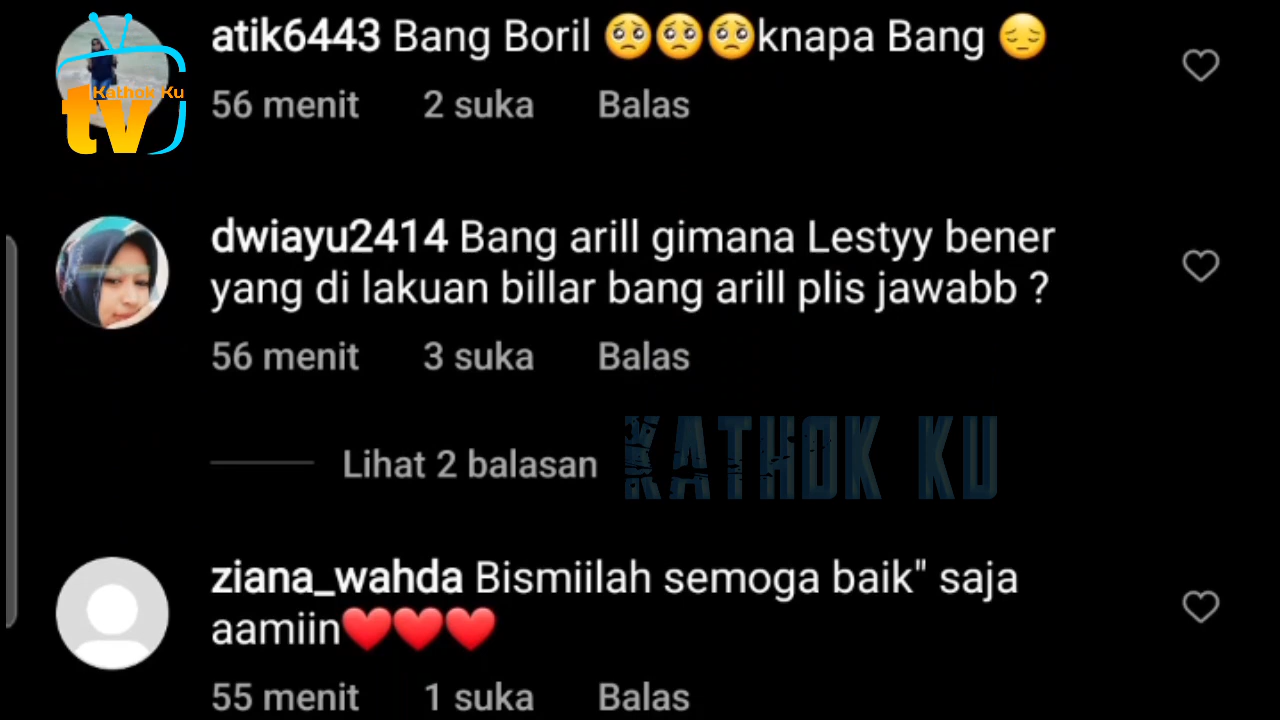 atik6443 Bang Boril 🥺🥺🥺knapa Bang 😔
56 menit 2 suka Balas
Kathok Ku
tv
dwiayu2414 Bang arill gimana Lestyy bener
yang di lakuan billar bang arill plis jawabb ?
56 menit 3 suka Balas
Lihat 2 balasan
KATHOK KU
ziana_wahda Bismiilah semoga baik" saja
aamiin❤️❤️❤️
55 menit 1 suka Balas